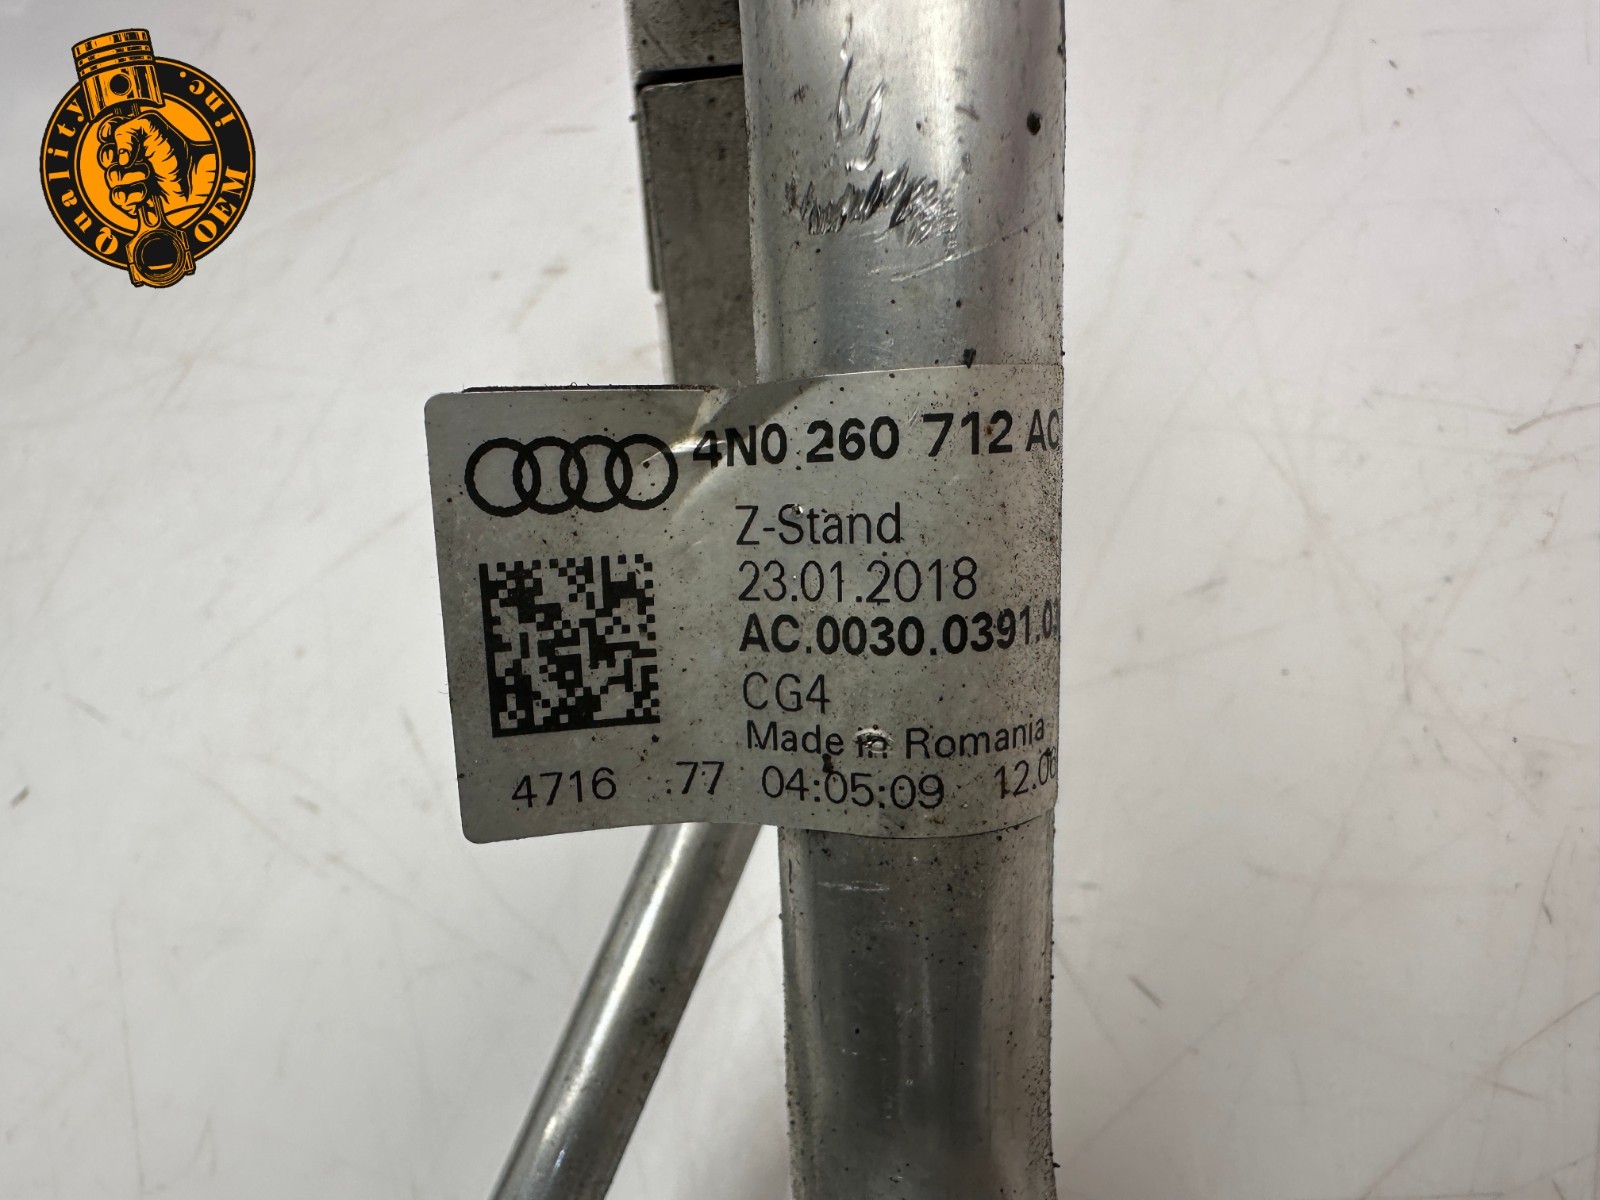 Quality OEM inc.
4N0 260 712 AC
Z-Stand
23.01.2018
AC.0030.0391.0
CG4
Made in Romania
4716 77 04:05:09 12.0